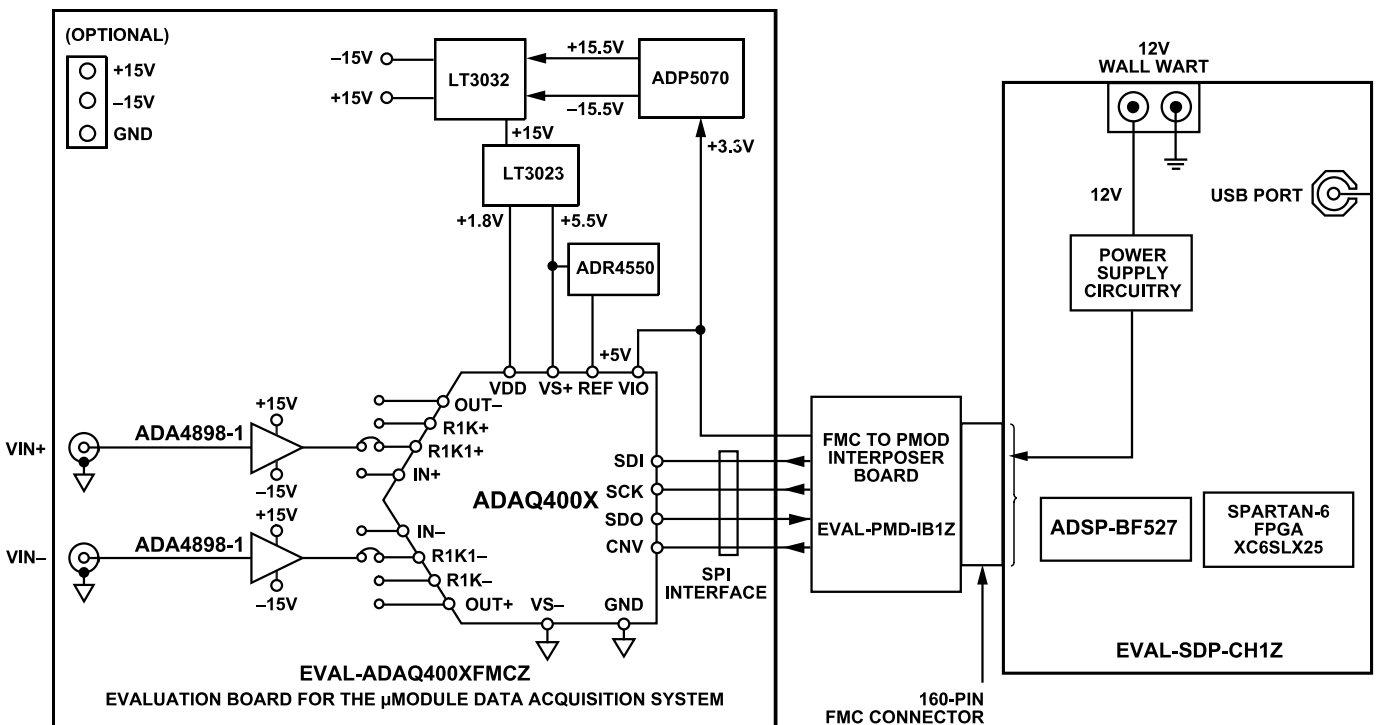 (OPTIONAL)
+15V
–15V
GND
–15V
+15V
LT3032
+15.5V
–15.5V
ADP5070
+15V
+3.3V
LT3023
+1.8V
+5.5V
ADR4550
+5V
VDD
VS+
REF
VIO
OUT–
R1K+
R1K1+
IN+
IN–
R1K1–
R1K–
OUT+
VS–
GND
ADAQ400X
SDI
SCK
SDO
CNV
VIN+
ADA4898-1
+15V
–15V
VIN–
ADA4898-1
+15V
–15V
SPI
INTERFACE
EVAL-ADAQ400XFMCZ
EVALUATION BOARD FOR THE µMODULE DATA ACQUISITION SYSTEM
FMC TO PMOD
INTERPOSER
BOARD
EVAL-PMD-IB1Z
160-PIN
FMC CONNECTOR
12V
WALL WART
12V
USB PORT
POWER
SUPPLY
CIRCUITRY
ADSP-BF527
SPARTAN-6
FPGA
XC6SLX25
EVAL-SDP-CH1Z